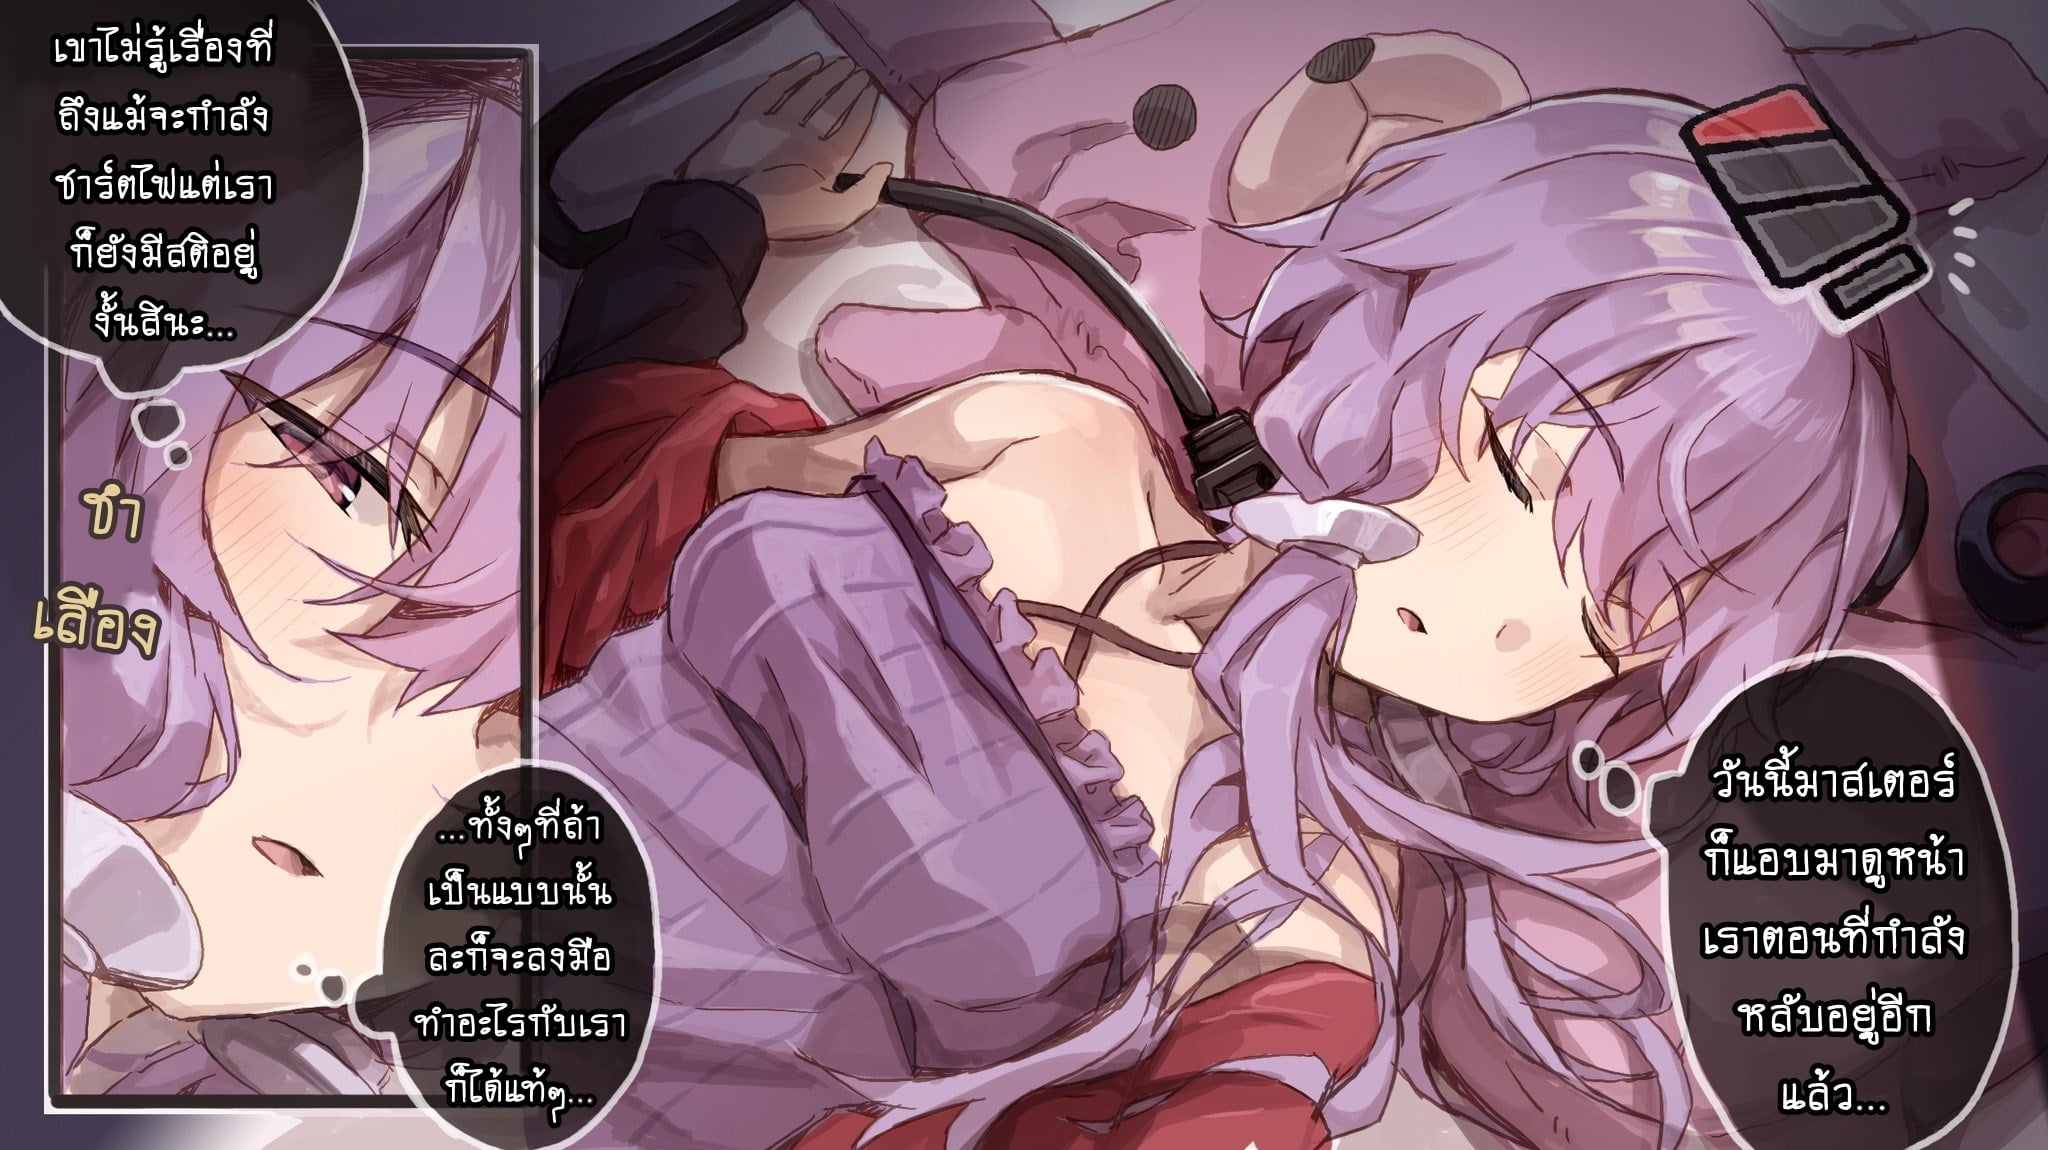 วันนี้มาสเตอร์
ก็แอบมาดูหน้า
เราตอนที่กำลัง
หลับอยู่อีก
แล้ว...
เขาไม่รู้เรื่องที่
ถึงแม้จะกำลัง
ชาร์ตไฟแต่เรา
ก็ยังมีสติอยู่
งั้นสินะ...
ชำ
เลือง
...ทั้งๆที่ถ้า
เป็นแบบนั้น
ละก็จะลงมือ
ทำอะไรกับเรา
ก็ได้แท้ๆ...